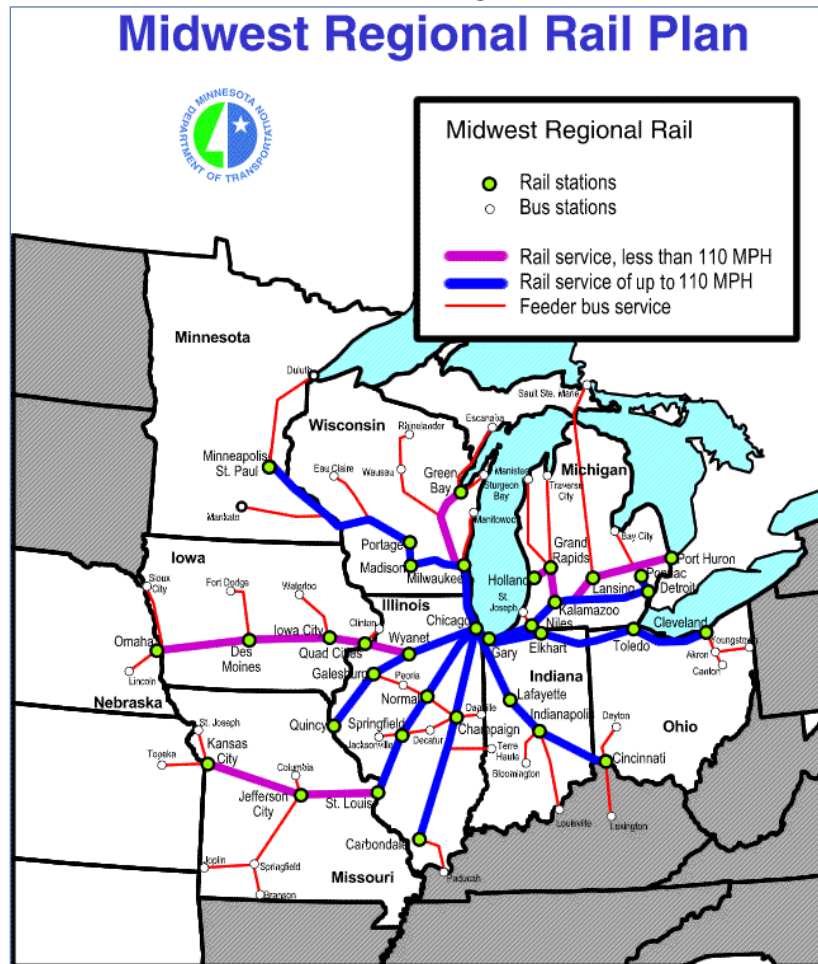 Midwest Regional Rail Plan
MINNESOTA
DEPARTMENT OF TRANSPORTATION
Midwest Regional Rail
Rail stations
Bus stations
Rail service, less than 110 MPH
Rail service of up to 110 MPH
Feeder bus service
Minnesota
Duluth
Sault Ste. Marie
Wisconsin
Rhinelander
Escanaba
Minneapolis
St. Paul
Eau Claire
Wausau
Green
Bay
Manistee
Sturgeon
Bay
Michigan
Traverse
City
Mankato
Manitowoc
Bay City
Portage
Grand
Rapids
Port Huron
Iowa
Madison
Milwaukee
Holland
Lansing
Pontiac
Detroit
Sioux
City
Fort Dodge
Waterloo
Illinois
St.
Joseph
Kalamazoo
Clinton
Chicago
Niles
Cleveland
Omaha
Iowa City
Wyanet
Youngstown
Des
Moines
Quad Cities
Gary
Elkhart
Toledo
Akron
Canton
Lincoln
Galesburg
Peoria
Indiana
Nebraska
Normal
Lafayette
Quincy
Springfield
Danville
Indianapolis
Dayton
Ohio
St. Joseph
Jacksonville
Decatur
Champaign
Kansas
City
Terre
Haute
Cincinnati
Topeka
Columbia
Bloomington
Jefferson
City
St. Louis
Louisville
Lexington
Carbondale
Joplin
Springfield
Missouri
Paducah
Branson